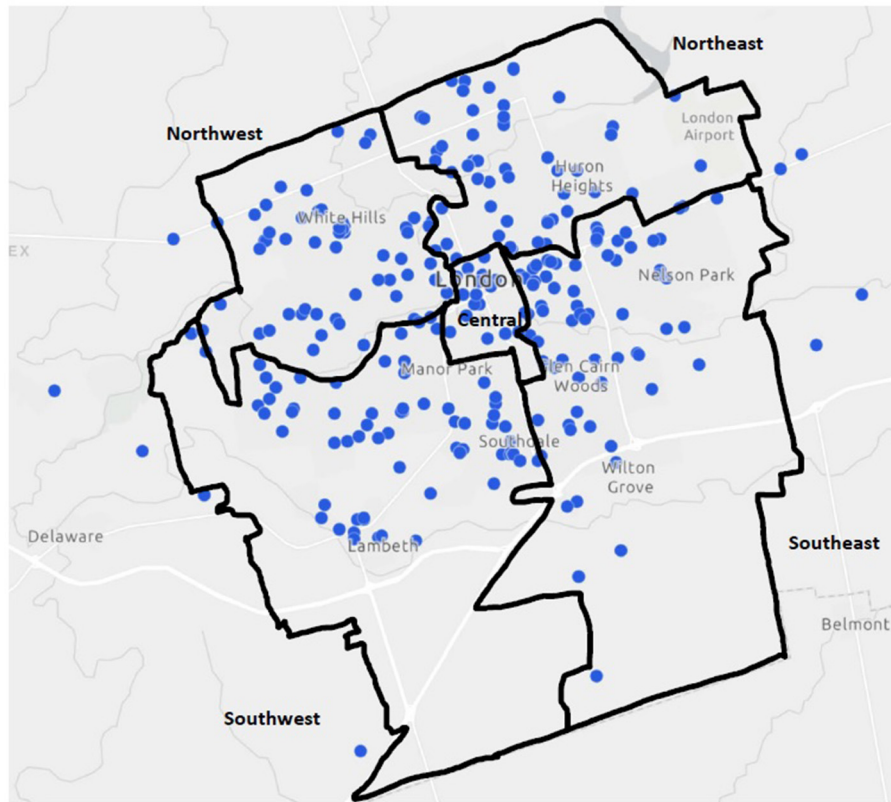 Northeast
London
Airport
Northwest
Huron
Heights
White Hills
EX
Nelson Park
London
Central
Manor Park
Glen Cairn
Woods
Southdale
Wilton
Grove
Delaware
Lambeth
Southeast
Belmont
Southwest